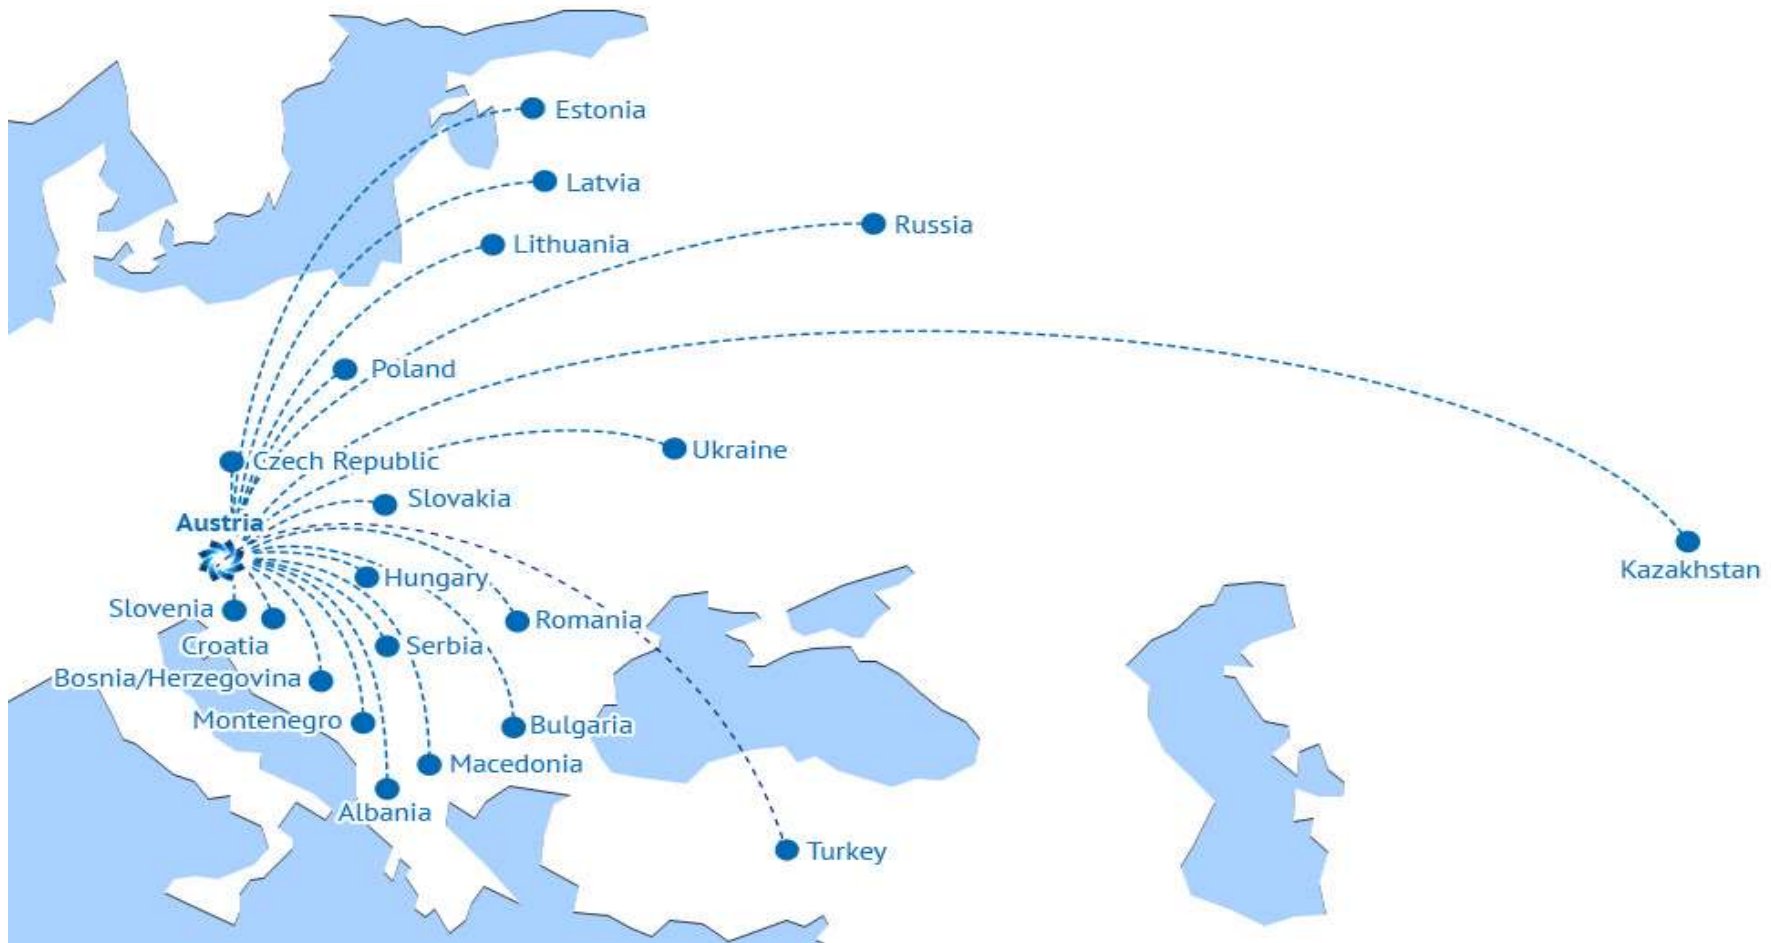 Estonia
Latvia
Russia
Lithuania
Poland
Ukraine
Czech Republic
Slovakia
Austria
Kazakhstan
Hungary
Slovenia
Romania
Croatia
Serbia
Bosnia/Herzegovina
Montenegro
Bulgaria
Macedonia
Albania
Turkey